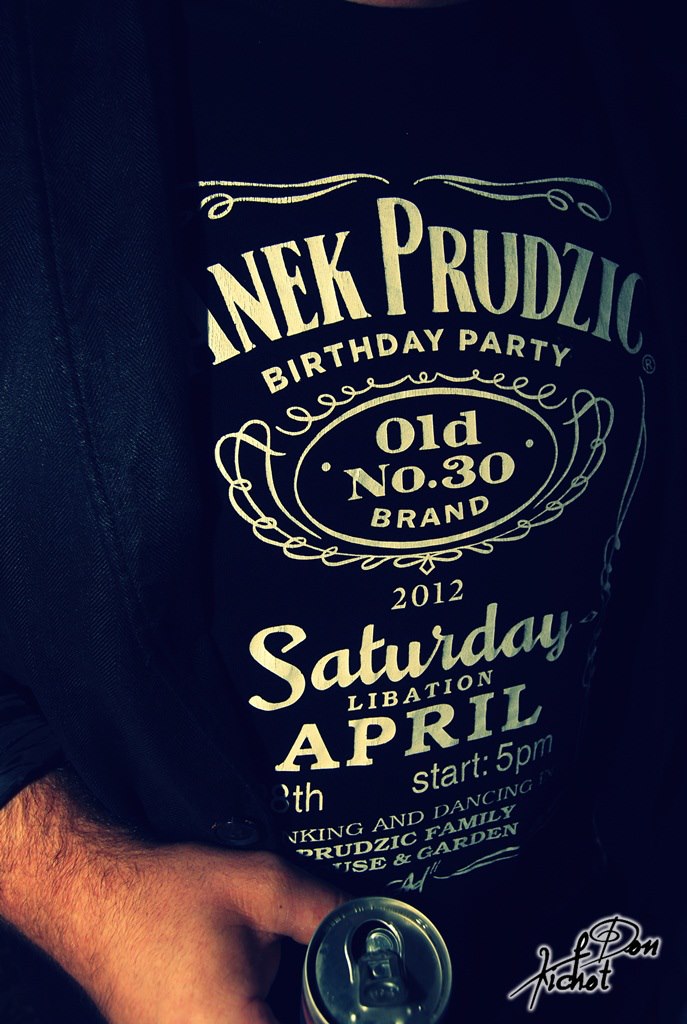 ANEK PRUDZIC
®
BIRTHDAY PARTY
Old
No.30
BRAND
2012
Saturday
LIBATION
APRIL
8th start: 5pm
NKING AND DANCING
PRUDZIC FAMILY
USE & GARDEN
Don
Kichot